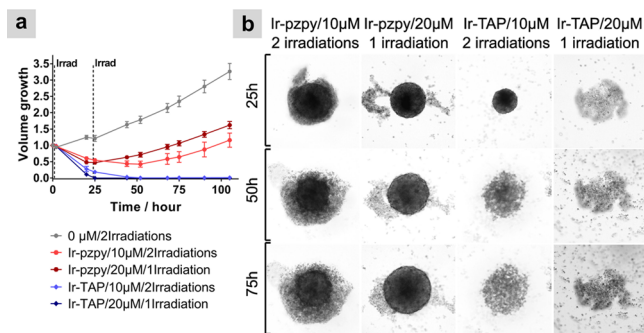 a
b
Ir-pzpy/10μM Ir-pzpy/20μM Ir-TAP/10μM Ir-TAP/20μM
2 irradiations 1 irradiation 2 irradiations 1 irradiation
Irrad Irrad
Volume growth
3.5
3.0
2.5
2.0
1.5
1.0
0.5
0.0
0 25 50 75 100
Time / hour
0 μM/2Irradiations
Ir-pzpy/10μM/2Irradiations
Ir-pzpy/20μM/1Irradiation
Ir-TAP/10μM/2Irradiations
Ir-TAP/20μM/1Irradiation
25h
50h
75h